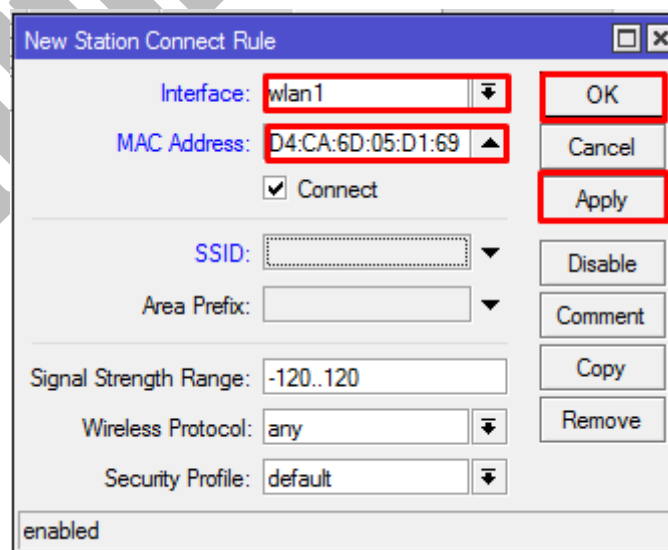 New Station Connect Rule
Interface: wlan1
OK
MAC Address: D4:CA:6D:05:D1:69
Cancel
Connect
Apply
SSID:
Disable
Area Prefix:
Comment
Signal Strength Range: -120..120
Copy
Wireless Protocol: any
Remove
Security Profile: default
enabled